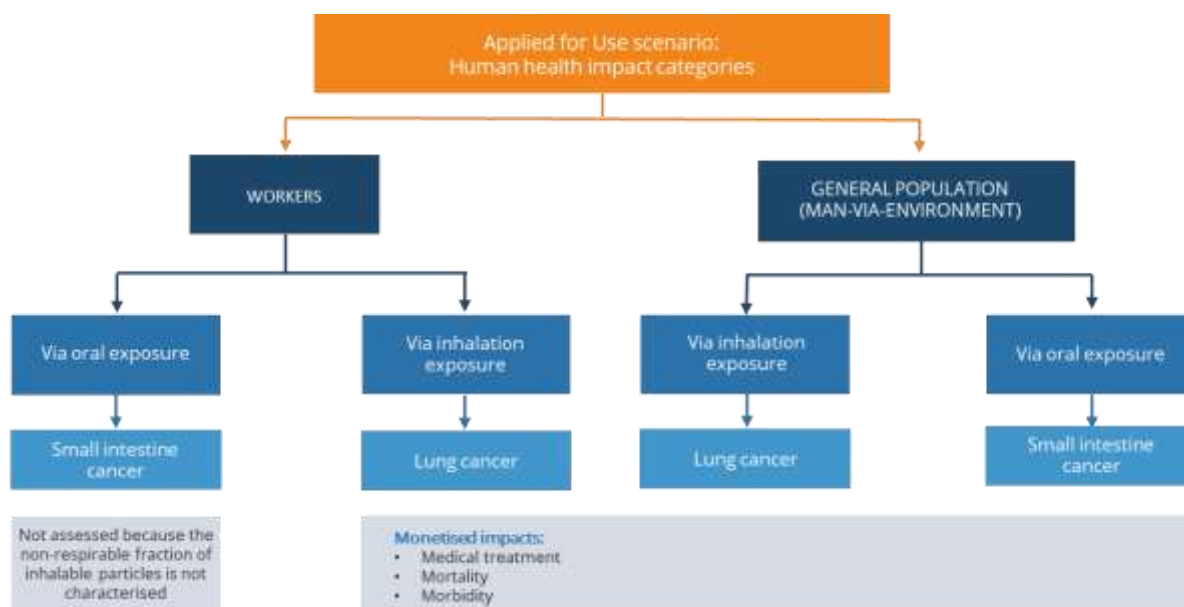 Applied for Use scenario:
Human health impact categories
WORKERS
GENERAL POPULATION
(MAN-VIA-ENVIRONMENT)
Via oral exposure
Via inhalation
exposure
Via inhalation
exposure
Via oral exposure
Small intestine
cancer
Lung cancer
Lung cancer
Small intestine
cancer
Not assessed because the
non-respirable fraction of
inhalable particles is not
characterised
Monetised impacts:
• Medical treatment
• Mortality
• Morbidity